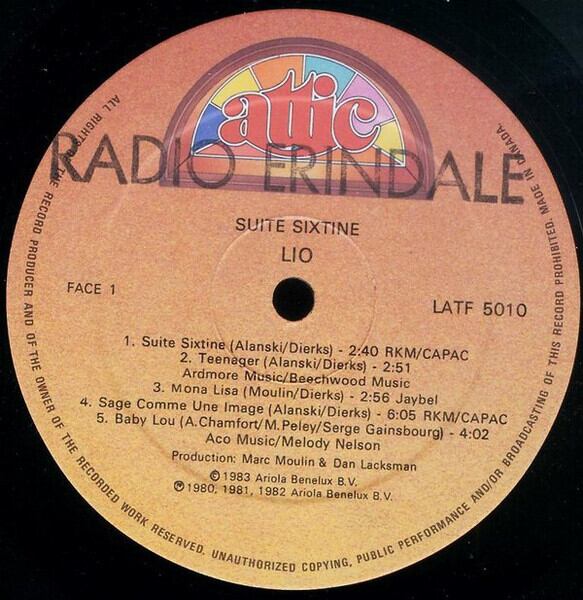 attic
RADIO ERINDALE
SUITE SIXTINE
LIO
FACE 1
LATF 5010
1. Suite Sixtine (Alanski/Dierks) - 2:40 RKM/CAPAC
2. Teenager (Alanski/Dierks) - 2:51
Ardmore Music/Beechwood Music
3. Mona Lisa (Moulin/Dierks) - 2:56 Jaybel
4. Sage Comme Une Image (Alanski/Dierks) - 6:05 RKM/CAPAC
5. Baby Lou (A.Chamfort/M.Peley/Serge Gainsbourg) - 4:02
Aco Music/Melody Nelson
Production: Marc Moulin & Dan Lacksman
© 1983 Ariola Benelux B.V.
℗ 1980, 1981, 1982 Ariola Benelux B.V.
ALL RIGHTS THE RECORD PRODUCER AND OF THE OWNER OF THE RECORDED WORK RESERVED. UNAUTHORIZED COPYING, PUBLIC PERFORMANCE AND/OR BROADCASTING OF THIS RECORD PROHIBITED. MADE IN CANADA.